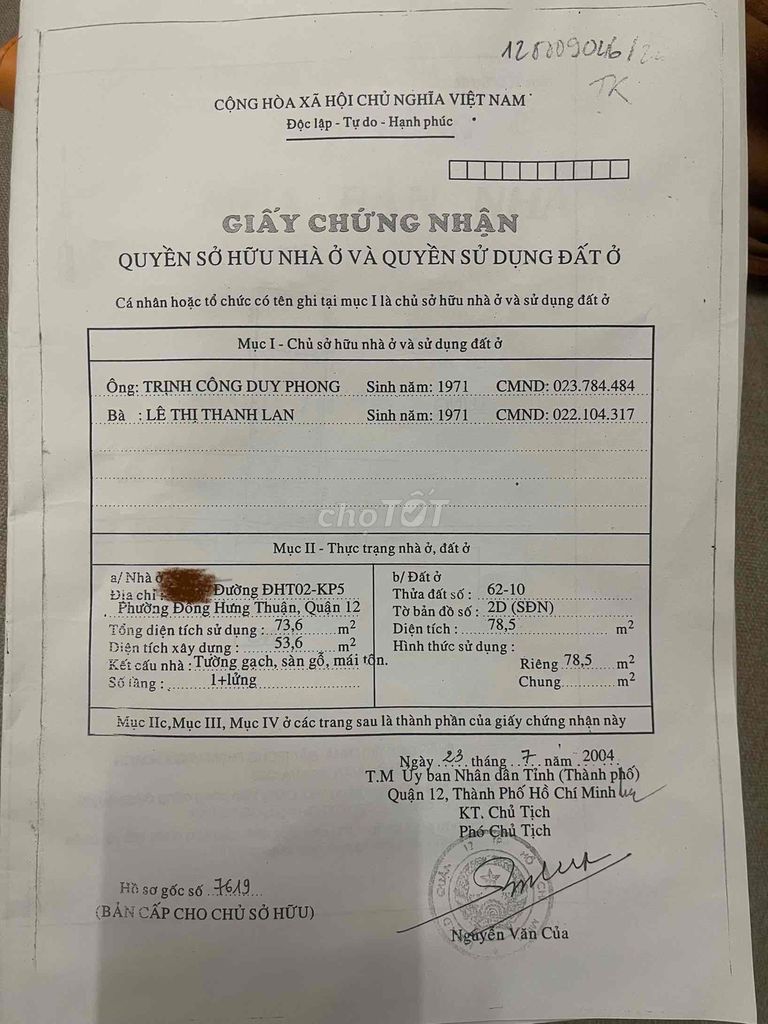 125009046/22
TK
CỘNG HÒA XÃ HỘI CHỦ NGHĨA VIỆT NAM
Độc lập - Tự do - Hạnh phúc
GIẤY CHỨNG NHẬN
QUYỀN SỞ HỮU NHÀ Ở VÀ QUYỀN SỬ DỤNG ĐẤT Ở
Cá nhân hoặc tổ chức có tên ghi tại mục I là chủ sở hữu nhà ở và sử dụng đất ở
Mục I - Chủ sở hữu nhà ở và sử dụng đất ở
Ông: TRỊNH CÔNG DUY PHONG Sinh năm: 1971 CMND: 023.784.484
Bà : LÊ THỊ THANH LAN Sinh năm: 1971 CMND: 022.104.317
choTỐT
Mục II - Thực trạng nhà ở, đất ở
a/ Nhà ở
Địa chỉ : Đường ĐHT02-KP5
Phường Đông Hưng Thuận, Quận 12
Tổng diện tích sử dụng : 73,6 m²
Diện tích xây dựng : 53,6 m²
Kết cấu nhà : Tường gạch, sàn gỗ, mái tôn.
Số tầng : 1+lửng
b/ Đất ở
Thửa đất số : 62-10
Tờ bản đồ số : 2D (SĐN)
Diện tích : 78,5 m²
Hình thức sử dụng :
Riêng 78,5 m²
Chung m²
Mục IIc, Mục III, Mục IV ở các trang sau là thành phần của giấy chứng nhận này
Ngày 23 tháng 7 năm 2004
T.M Ủy ban Nhân dân Tỉnh (Thành phố)
Quận 12, Thành Phố Hồ Chí Minh
KT. Chủ Tịch
Phó Chủ Tịch
Hồ sơ gốc số 7619
(BẢN CẤP CHO CHỦ SỞ HỮU)
Nguyễn Văn Của